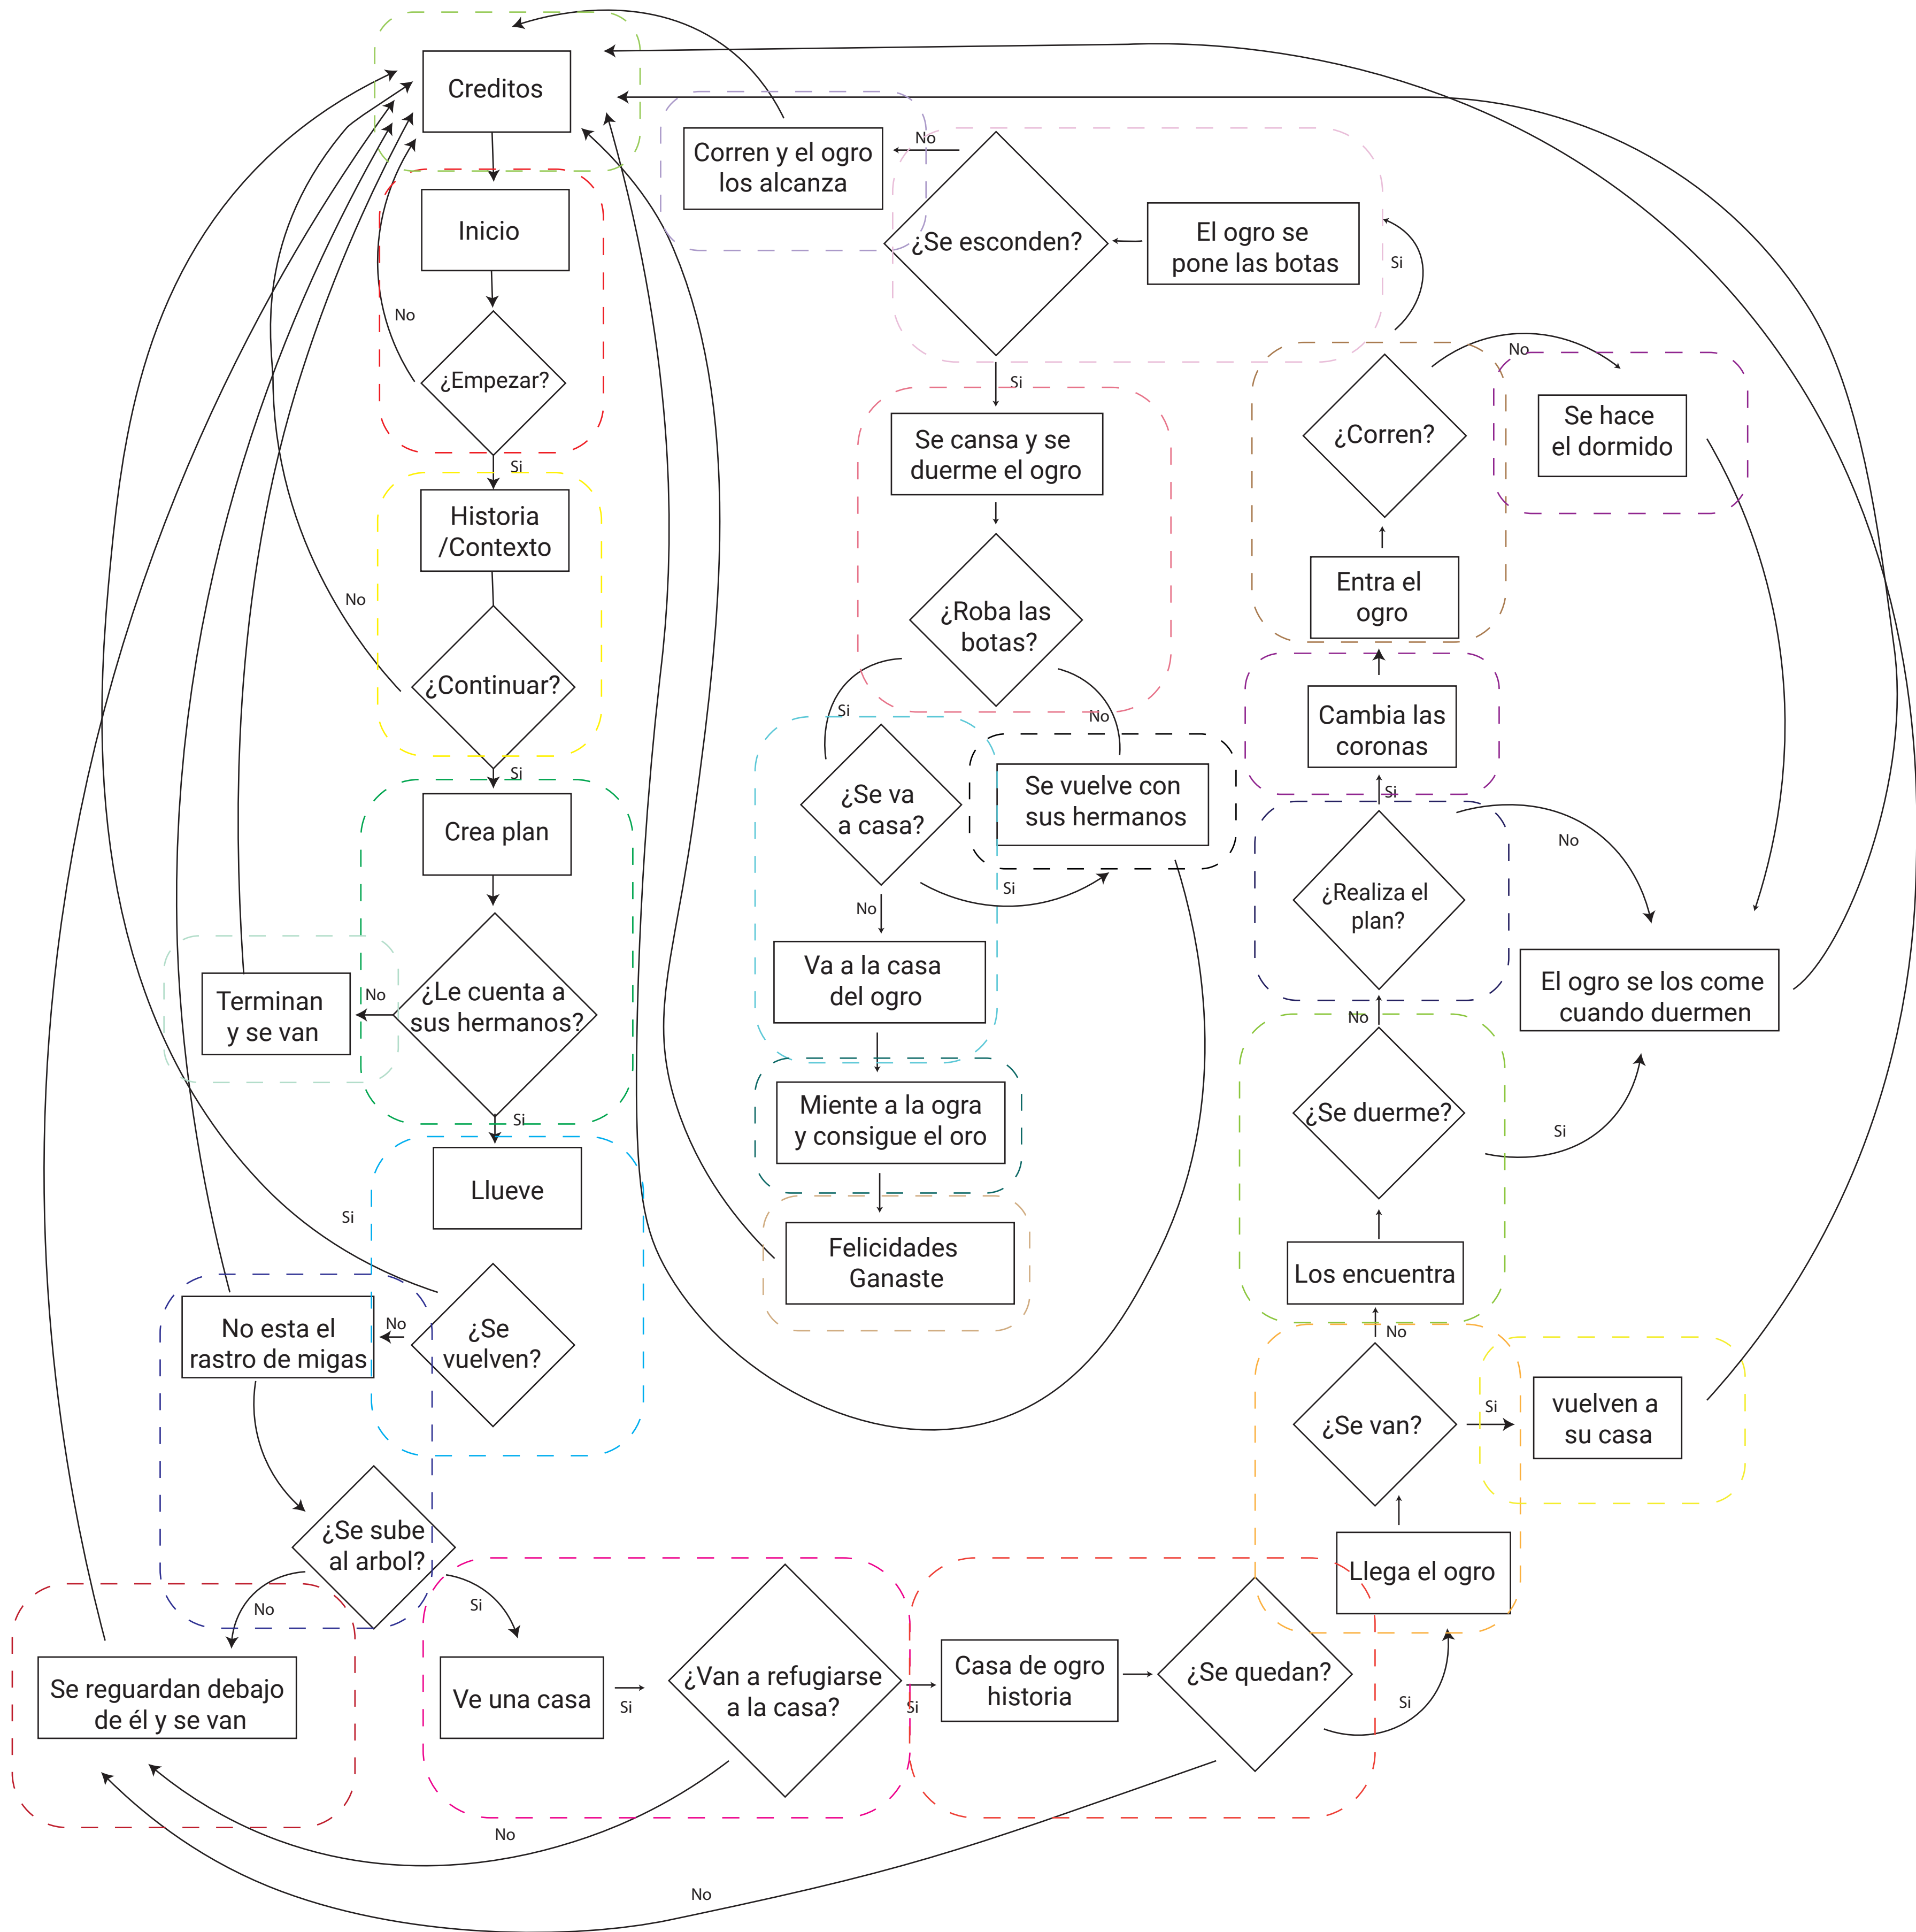 Creditos
Inicio
No
¿Empezar?
Si
Historia
/Contexto
No
¿Continuar?
Si
Crea plan
¿Le cuenta a
sus hermanos?
No
Terminan
y se van
Si
Llueve
Si
¿Se
vuelven?
No
No esta el
rastro de migas
¿Se sube
al arbol?
No
Si
Se reguardan debajo
de él y se van
Ve una casa
Si
¿Van a refugiarse
a la casa?
No
Si
Casa de ogro
historia
¿Se quedan?
No
Si
Llega el ogro
¿Se van?
Si
vuelven a
su casa
No
Los encuentra
¿Se duerme?
Si
No
El ogro se los come
cuando duermen
¿Realiza el
plan?
No
Si
Cambia las
coronas
Entra el
ogro
¿Corren?
No
Se hace
el dormido
Si
El ogro se
pone las botas
¿Se esconden?
No
Corren y el ogro
los alcanza
Si
Se cansa y se
duerme el ogro
¿Roba las
botas?
Si
No
¿Se va
a casa?
Se vuelve con
sus hermanos
Si
No
Va a la casa
del ogro
Miente a la ogra
y consigue el oro
Felicidades
Ganaste